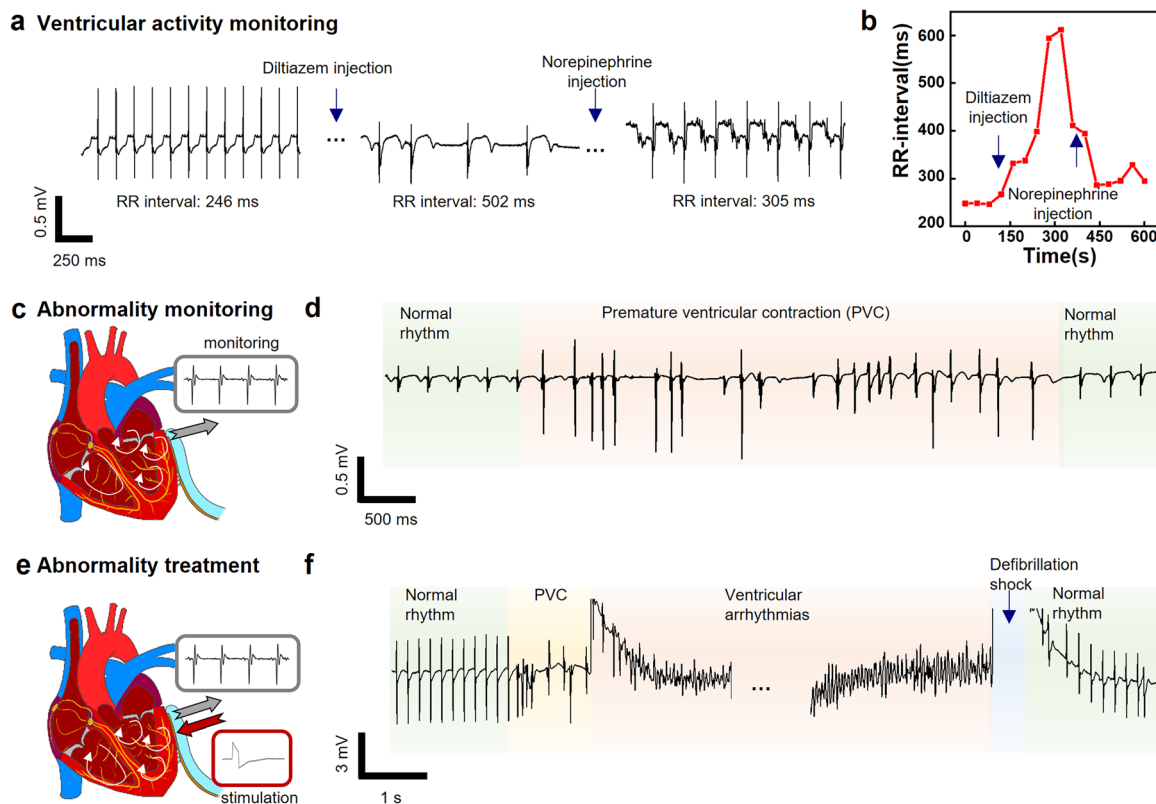 a Ventricular activity monitoring
Diltiazem injection
Norepinephrine
injection
...
...
RR interval: 246 ms
RR interval: 502 ms
RR interval: 305 ms
0.5 mV
250 ms
b
RR-interval(ms)
600
500
400
300
200
Diltiazem
injection
Norepinephrine
injection
0 150 300 450 600
Time(s)
c Abnormality monitoring
monitoring
d
Normal
rhythm
Premature ventricular contraction (PVC)
Normal
rhythm
0.5 mV
500 ms
e Abnormality treatment
stimulation
f
Normal
rhythm
PVC
Ventricular
arrhythmias
...
Defibrillation
shock
Normal
rhythm
3 mV
1 s